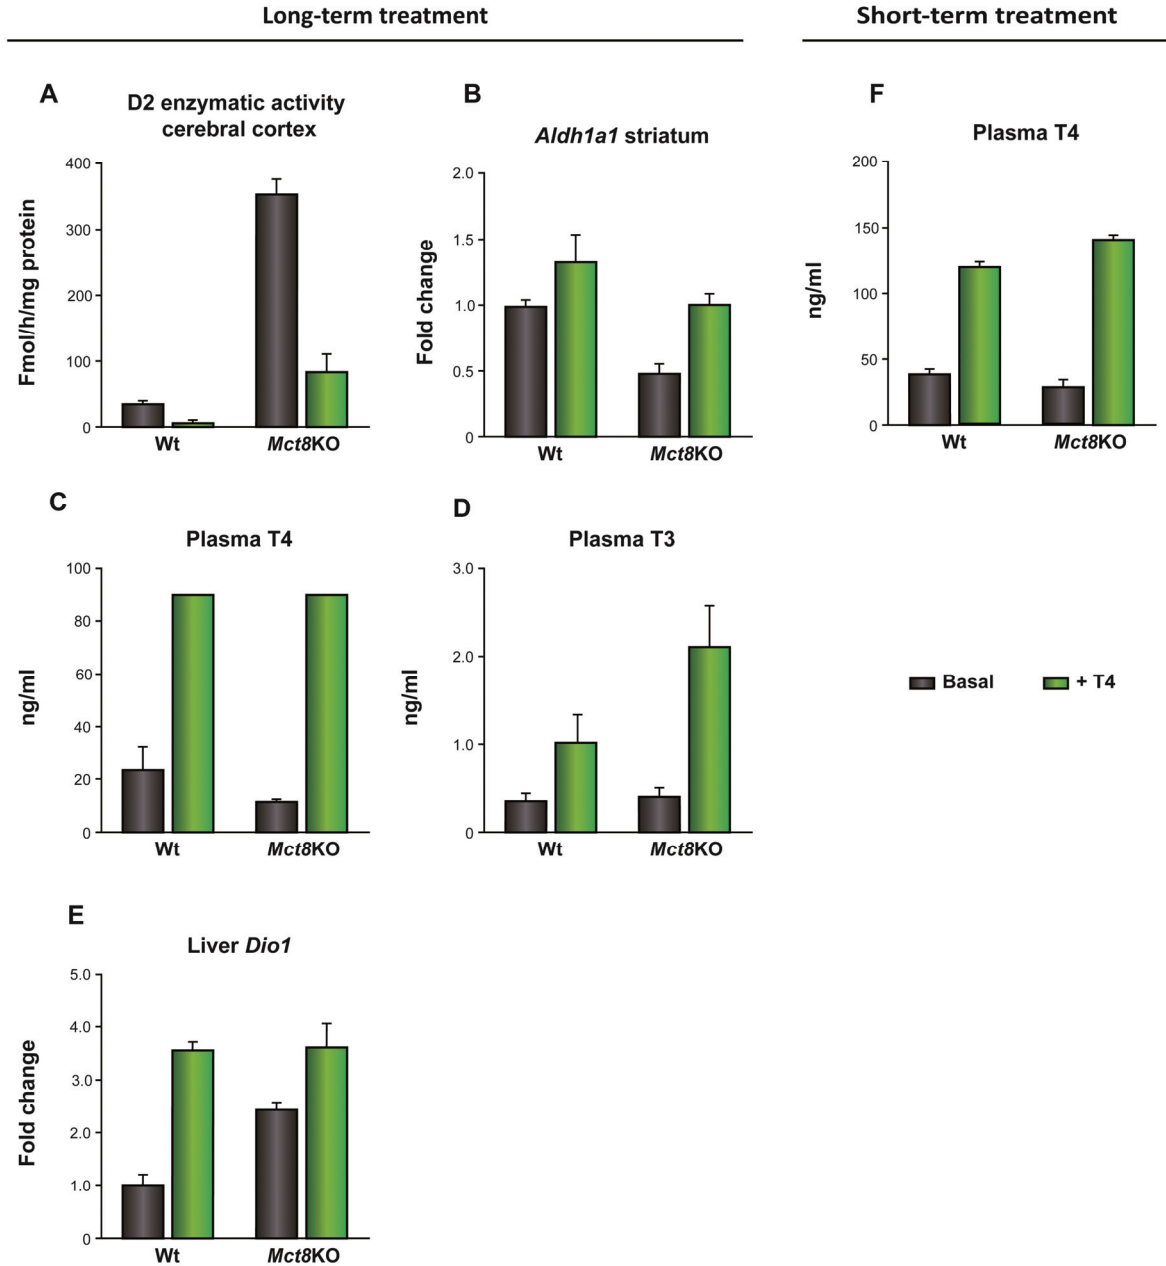 Long-term treatment
Short-term treatment
A
D2 enzymatic activity
cerebral cortex
Fmol/h/mg protein
400
300
200
100
0
Wt
Mct8KO
B
Aldh1a1 striatum
Fold change
2.0
1.5
1.0
0.5
0
Wt
Mct8KO
F
Plasma T4
ng/ml
200
150
100
50
0
Wt
Mct8KO
C
Plasma T4
ng/ml
100
80
60
40
20
0
Wt
Mct8KO
D
Plasma T3
ng/ml
3.0
2.0
1.0
0
Wt
Mct8KO
Basal
+ T4
E
Liver Dio1
Fold change
5.0
4.0
3.0
2.0
1.0
0
Wt
Mct8KO